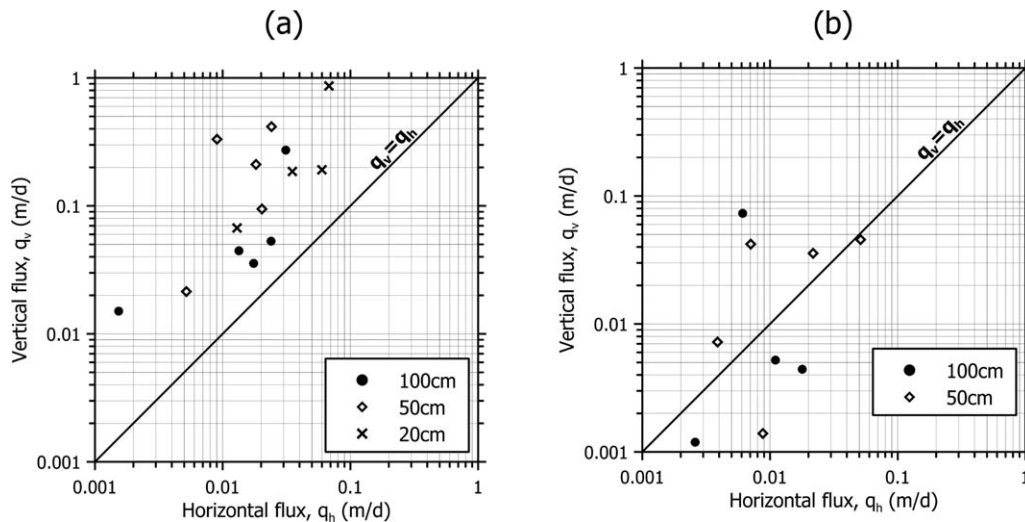 (a)
1
0.1
0.01
0.001
Vertical flux, qᵥ (m/d)
qᵥ=qₕ
100cm
50cm
20cm
0.001
0.01
0.1
1
Horizontal flux, qₕ (m/d)
(b)
1
0.1
0.01
0.001
Vertical flux, qᵥ (m/d)
qᵥ=qₕ
100cm
50cm
0.001
0.01
0.1
1
Horizontal flux, qₕ (m/d)